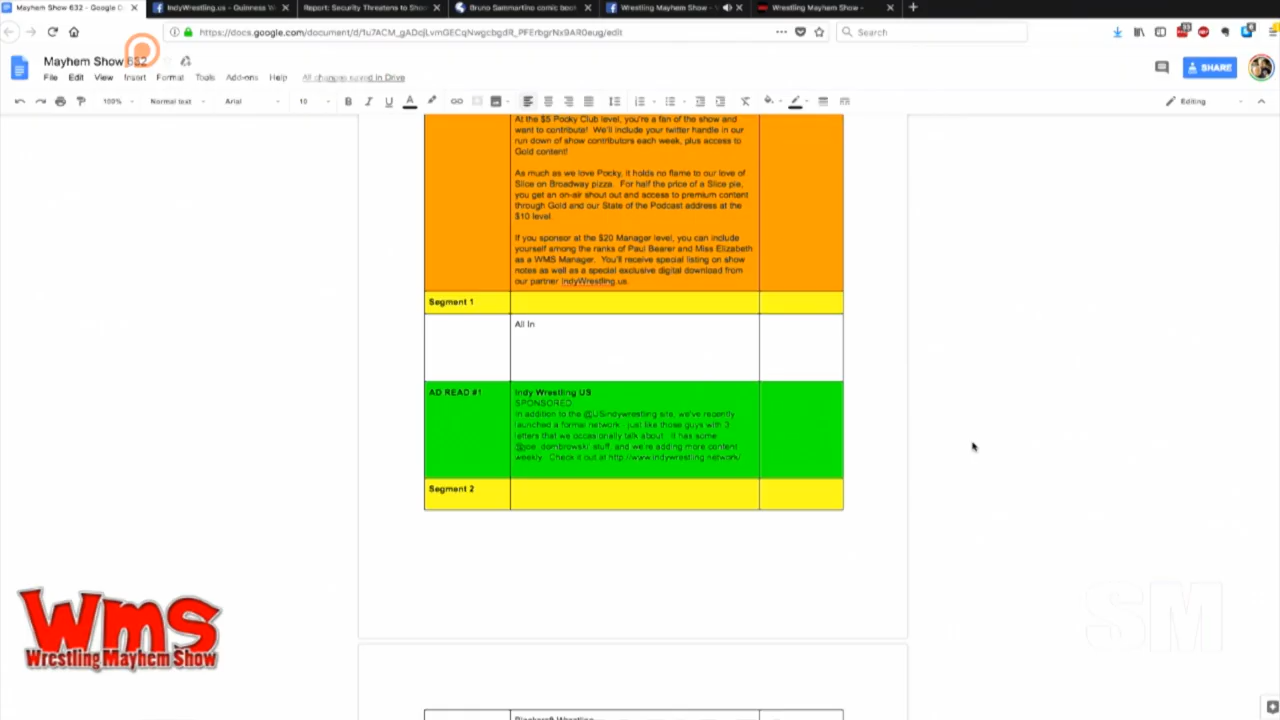 Mayhem Show 632 - Google D
IndyWrestling.us - Guinness W
Report: Security Threatens to Sho
Bruno Sammartino comic boo
Wrestling Mayhem Show - V
Wrestling Mayhem Show -
Search
Mayhem Show 632
SHARE
File Edit View Insert Format Tools Add-ons Help All changes saved in Drive
100% Normal text Arial 10 B I U A Editing
At the $5 Pocky Club level, you're a fan of the show and
want to contribute! We'll include your twitter handle in our
run down of show contributors each week, plus access to
Gold content!
As much as we love Pocky, it holds no flame to our love of
Slice on Broadway pizza. For half the price of a Slice pie,
you get an on-air shout out and access to premium content
through Gold and our State of the Podcast address at the
$10 level.
If you sponsor at the $20 Manager level, you can include
yourself among the ranks of Paul Bearer and Miss Elizabeth
as a WMS Manager. You'll receive special listing on show
notes as well as a special exclusive digital download from
our partner IndyWrestling.us.
Segment 1
All In
AD READ #1
Indy Wrestling US
SPONSORED
In addition to the @USindywrestling site, we've recently
launched a formal network - just like those guys with 3
letters that we occasionally talk about. It has some
@joe_dombrowski stuff, and we're adding more content
weekly. Check it out at http://www.indywrestling.network/
Segment 2
WMS
Wrestling Mayhem Show
SM